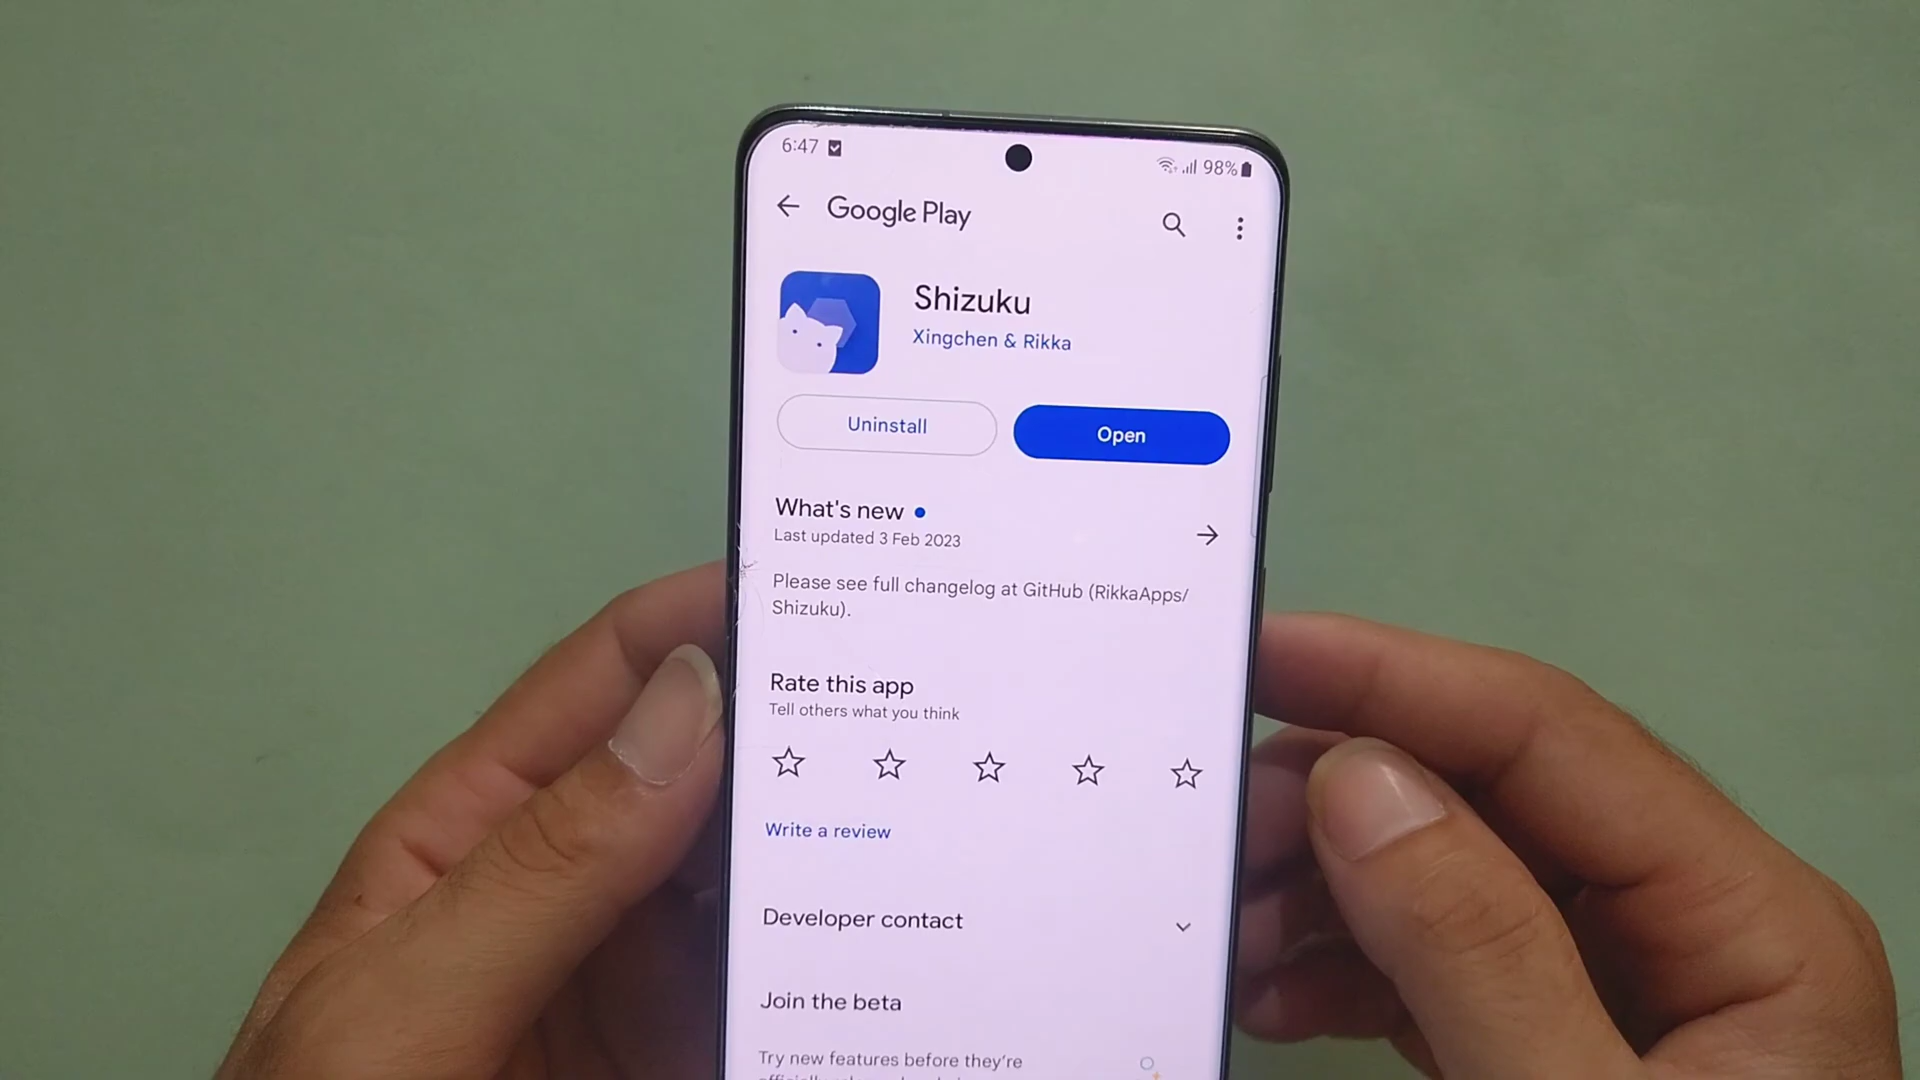 6:47
98%
Google Play
Shizuku
Xingchen & Rikka
Uninstall
Open
What's new
Last updated 3 Feb 2023
Please see full changelog at GitHub (RikkaApps/
Shizuku).
Rate this app
Tell others what you think
Write a review
Developer contact
Join the beta
Try new features before they're